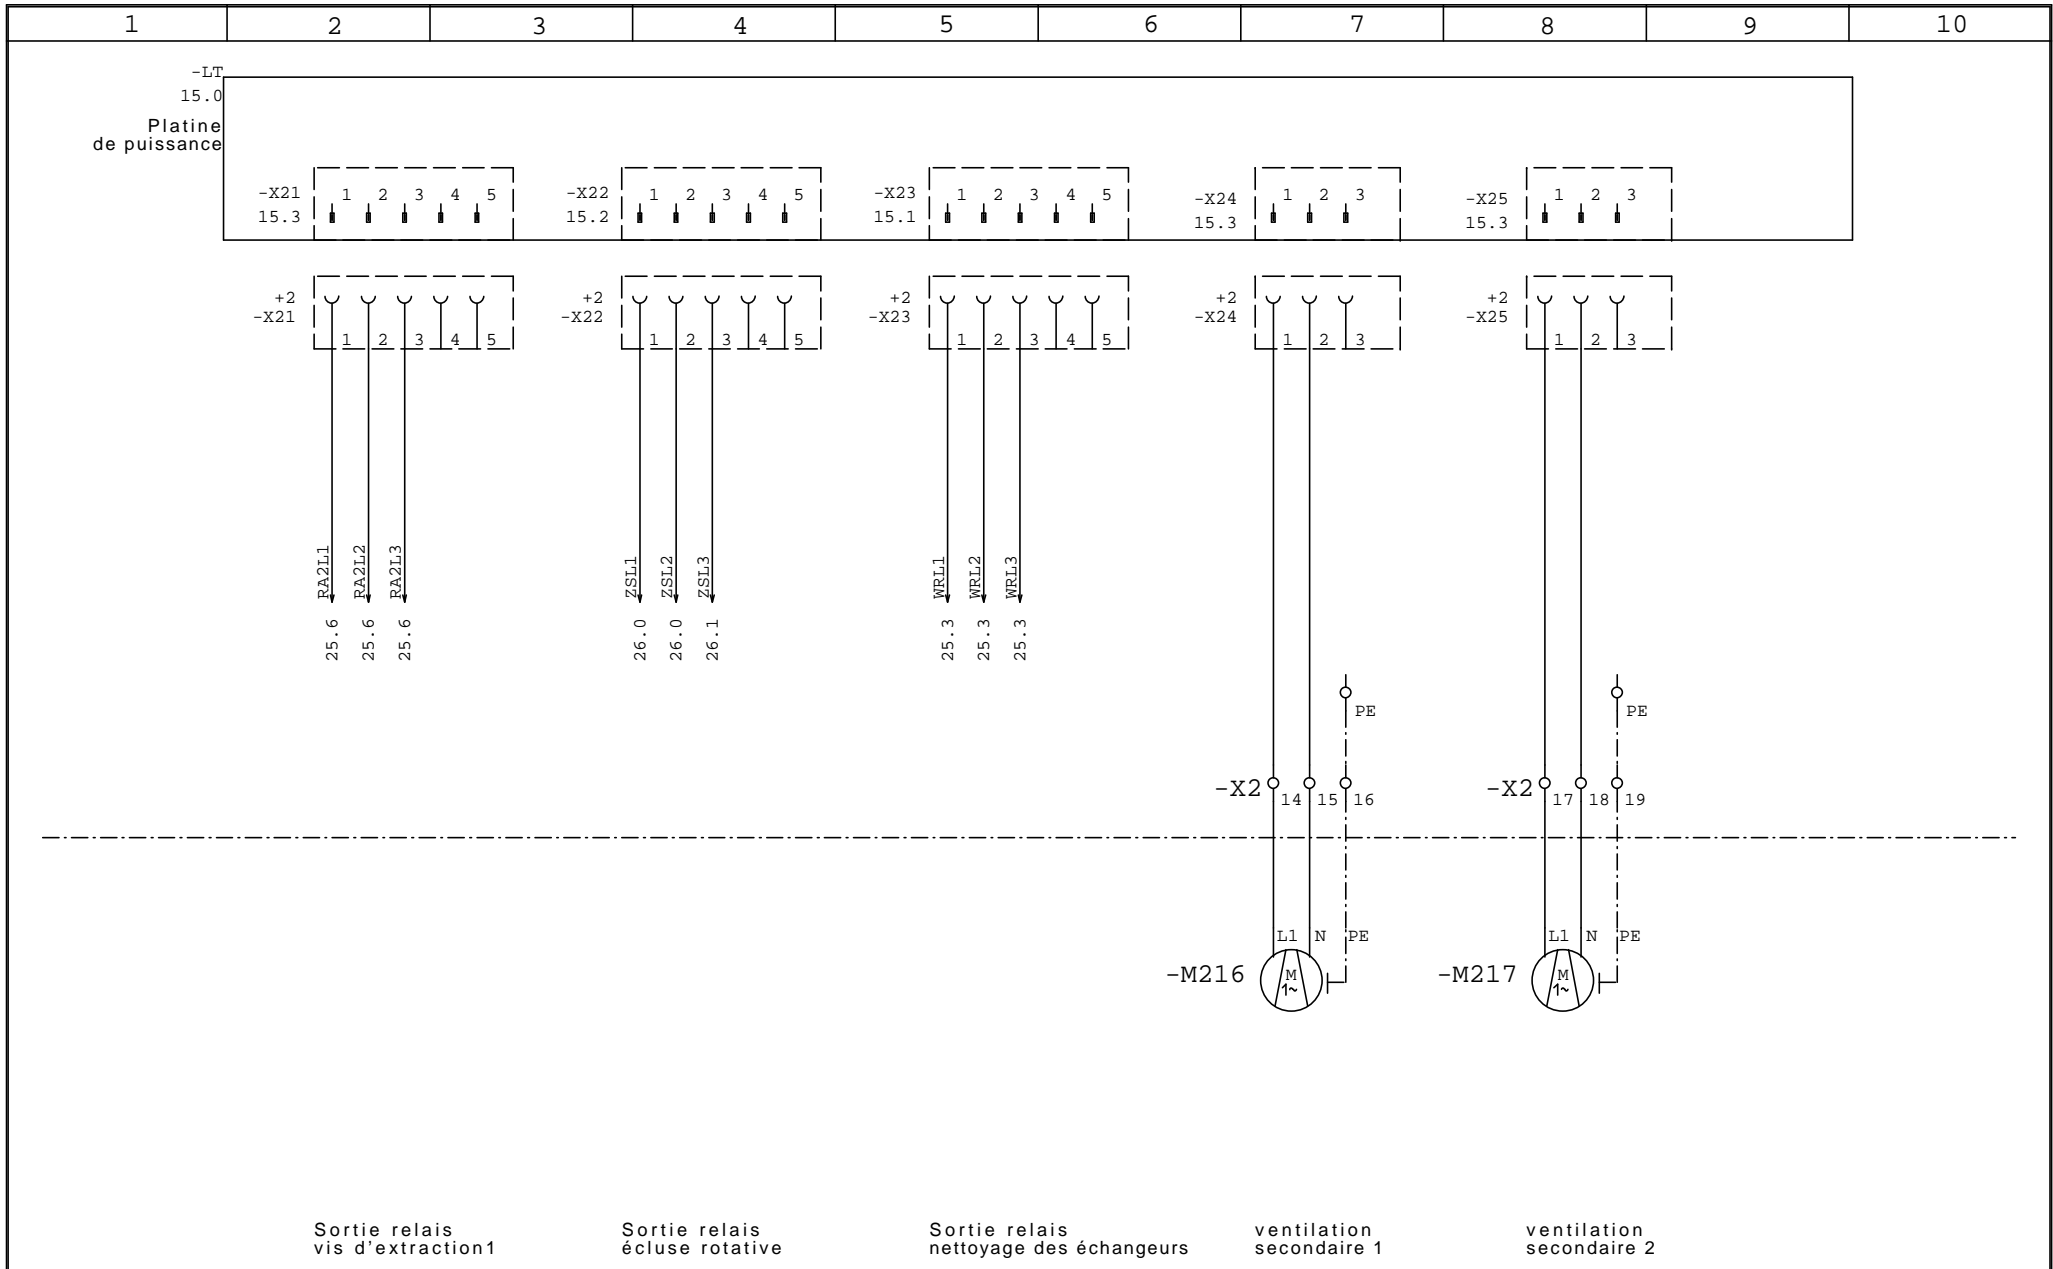 1 2 3 4 5 6 7 8 9 10
-LT
15.0
Platine
de puissance
-X21 1 2 3 4 5
15.3
-X22 1 2 3 4 5
15.2
-X23 1 2 3 4 5
15.1
-X24 1 2 3
15.3
-X25 1 2 3
15.3
+2
-X21
1 2 3 4 5
+2
-X22
1 2 3 4 5
+2
-X23
1 2 3 4 5
+2
-X24
1 2 3
+2
-X25
1 2 3
RA2L1 RA2L2 RA2L3
25.6 25.6 25.6
ZSL1 ZSL2 ZSL3
26.0 26.0 26.1
WRL1 WRL2 WRL3
25.3 25.3 25.3
PE
PE
-X2 14 15 16
-X2 17 18 19
L1 N PE
L1 N PE
-M216 M
1~
-M217 M
1~
Sortie relais
vis d'extraction1
Sortie relais
écluse rotative
Sortie relais
nettoyage des échangeurs
ventilation
secondaire 1
ventilation
secondaire 2